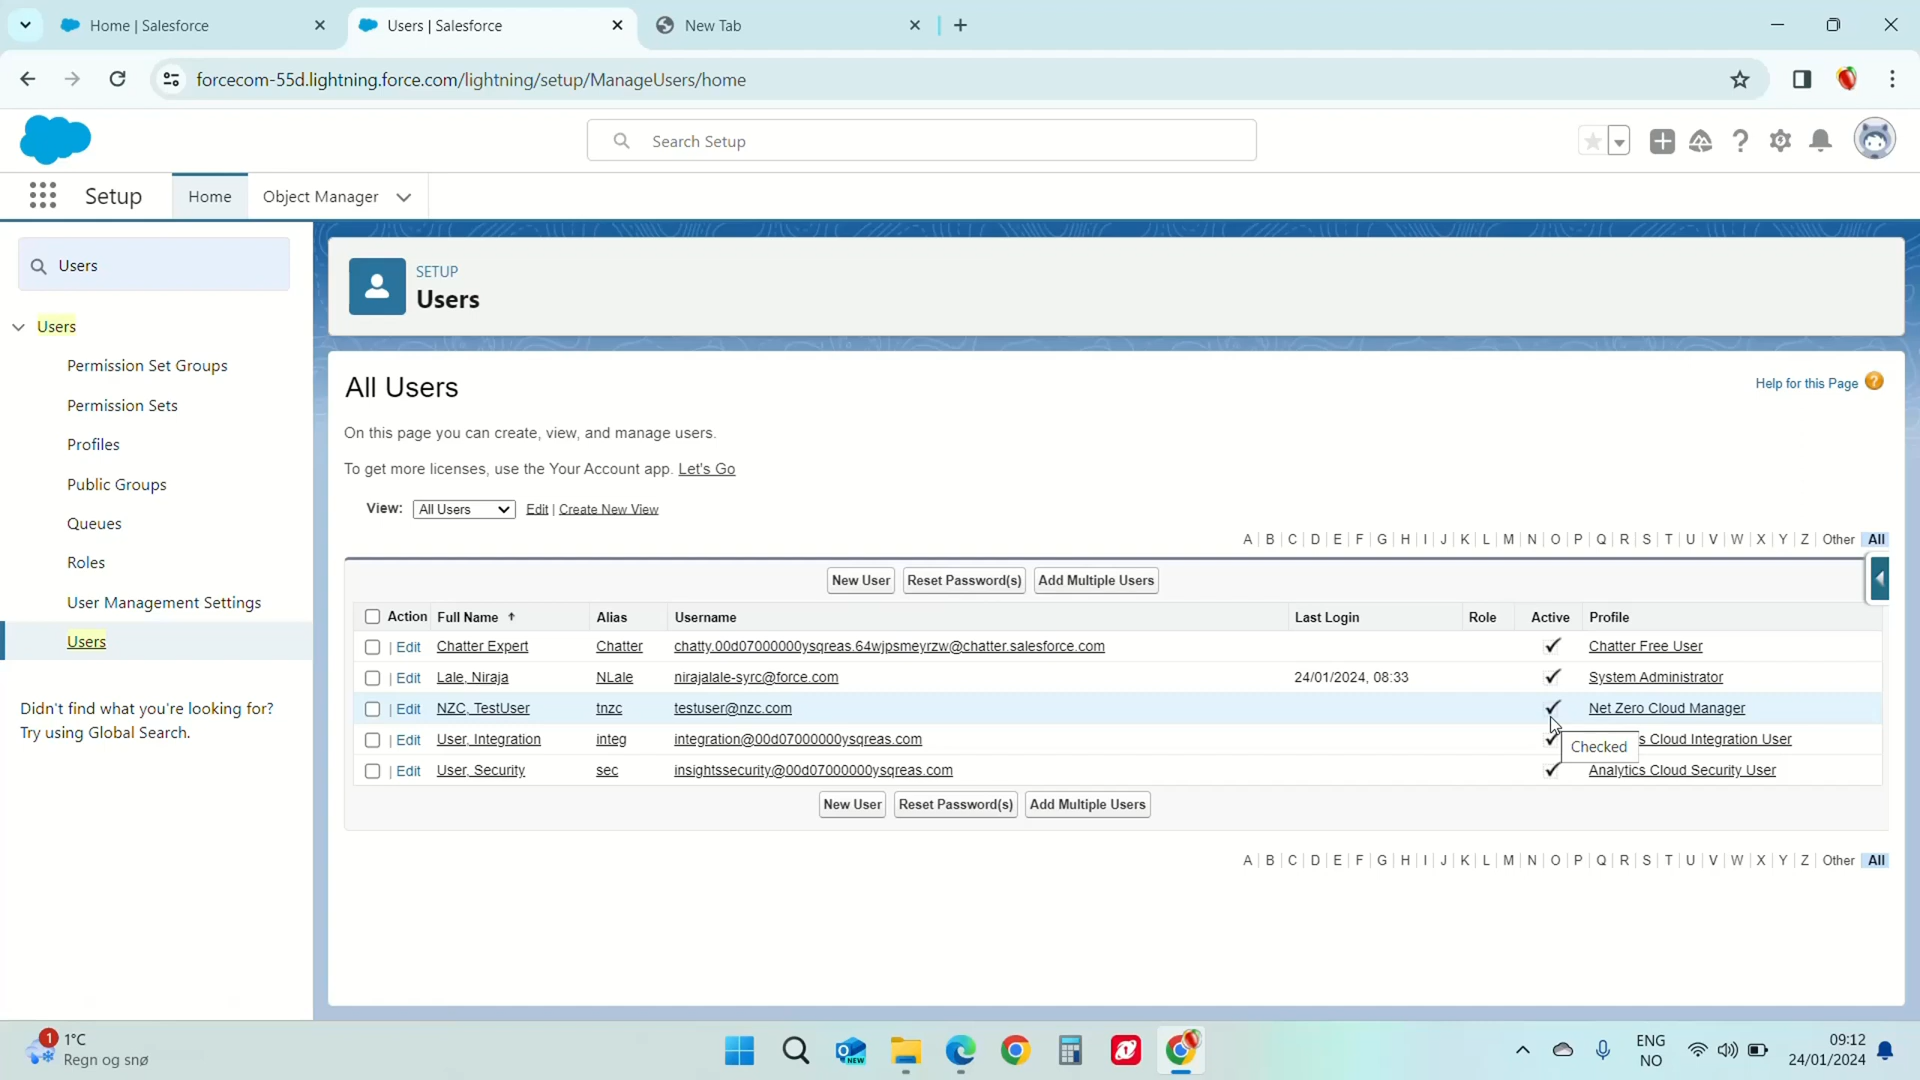 Home | Salesforce
Users | Salesforce
New Tab
forcecom-55d.lightning.force.com/lightning/setup/ManageUsers/home
Search Setup
Setup
Home
Object Manager
Users
Users
Permission Set Groups
Permission Sets
Profiles
Public Groups
Queues
Roles
User Management Settings
Users
Didn't find what you're looking for?
Try using Global Search.
SETUP
Users
All Users
Help for this Page
On this page you can create, view, and manage users.
To get more licenses, use the Your Account app. Let's Go
View: All Users Edit | Create New View
A | B | C | D | E | F | G | H | I | J | K | L | M | N | O | P | Q | R | S | T | U | V | W | X | Y | Z | Other All
New User Reset Password(s) Add Multiple Users
Action Full Name ↑ Alias Username Last Login Role Active Profile
| Edit Chatter Expert Chatter chatty.00d07000000ysqreas.64wjpsmeyrzw@chatter.salesforce.com Chatter Free User
| Edit Lale, Niraja NLale nirajalale-syrc@force.com 24/01/2024, 08:33 System Administrator
| Edit NZC, TestUser tnzc testuser@nzc.com Net Zero Cloud Manager
| Edit User, Integration integ integration@00d07000000ysqreas.com s Cloud Integration User
Checked
| Edit User, Security sec insightssecurity@00d07000000ysqreas.com Analytics Cloud Security User
New User Reset Password(s) Add Multiple Users
A | B | C | D | E | F | G | H | I | J | K | L | M | N | O | P | Q | R | S | T | U | V | W | X | Y | Z | Other All
1
1°C
Regn og snø
NEW
ENG
NO
09:12
24/01/2024